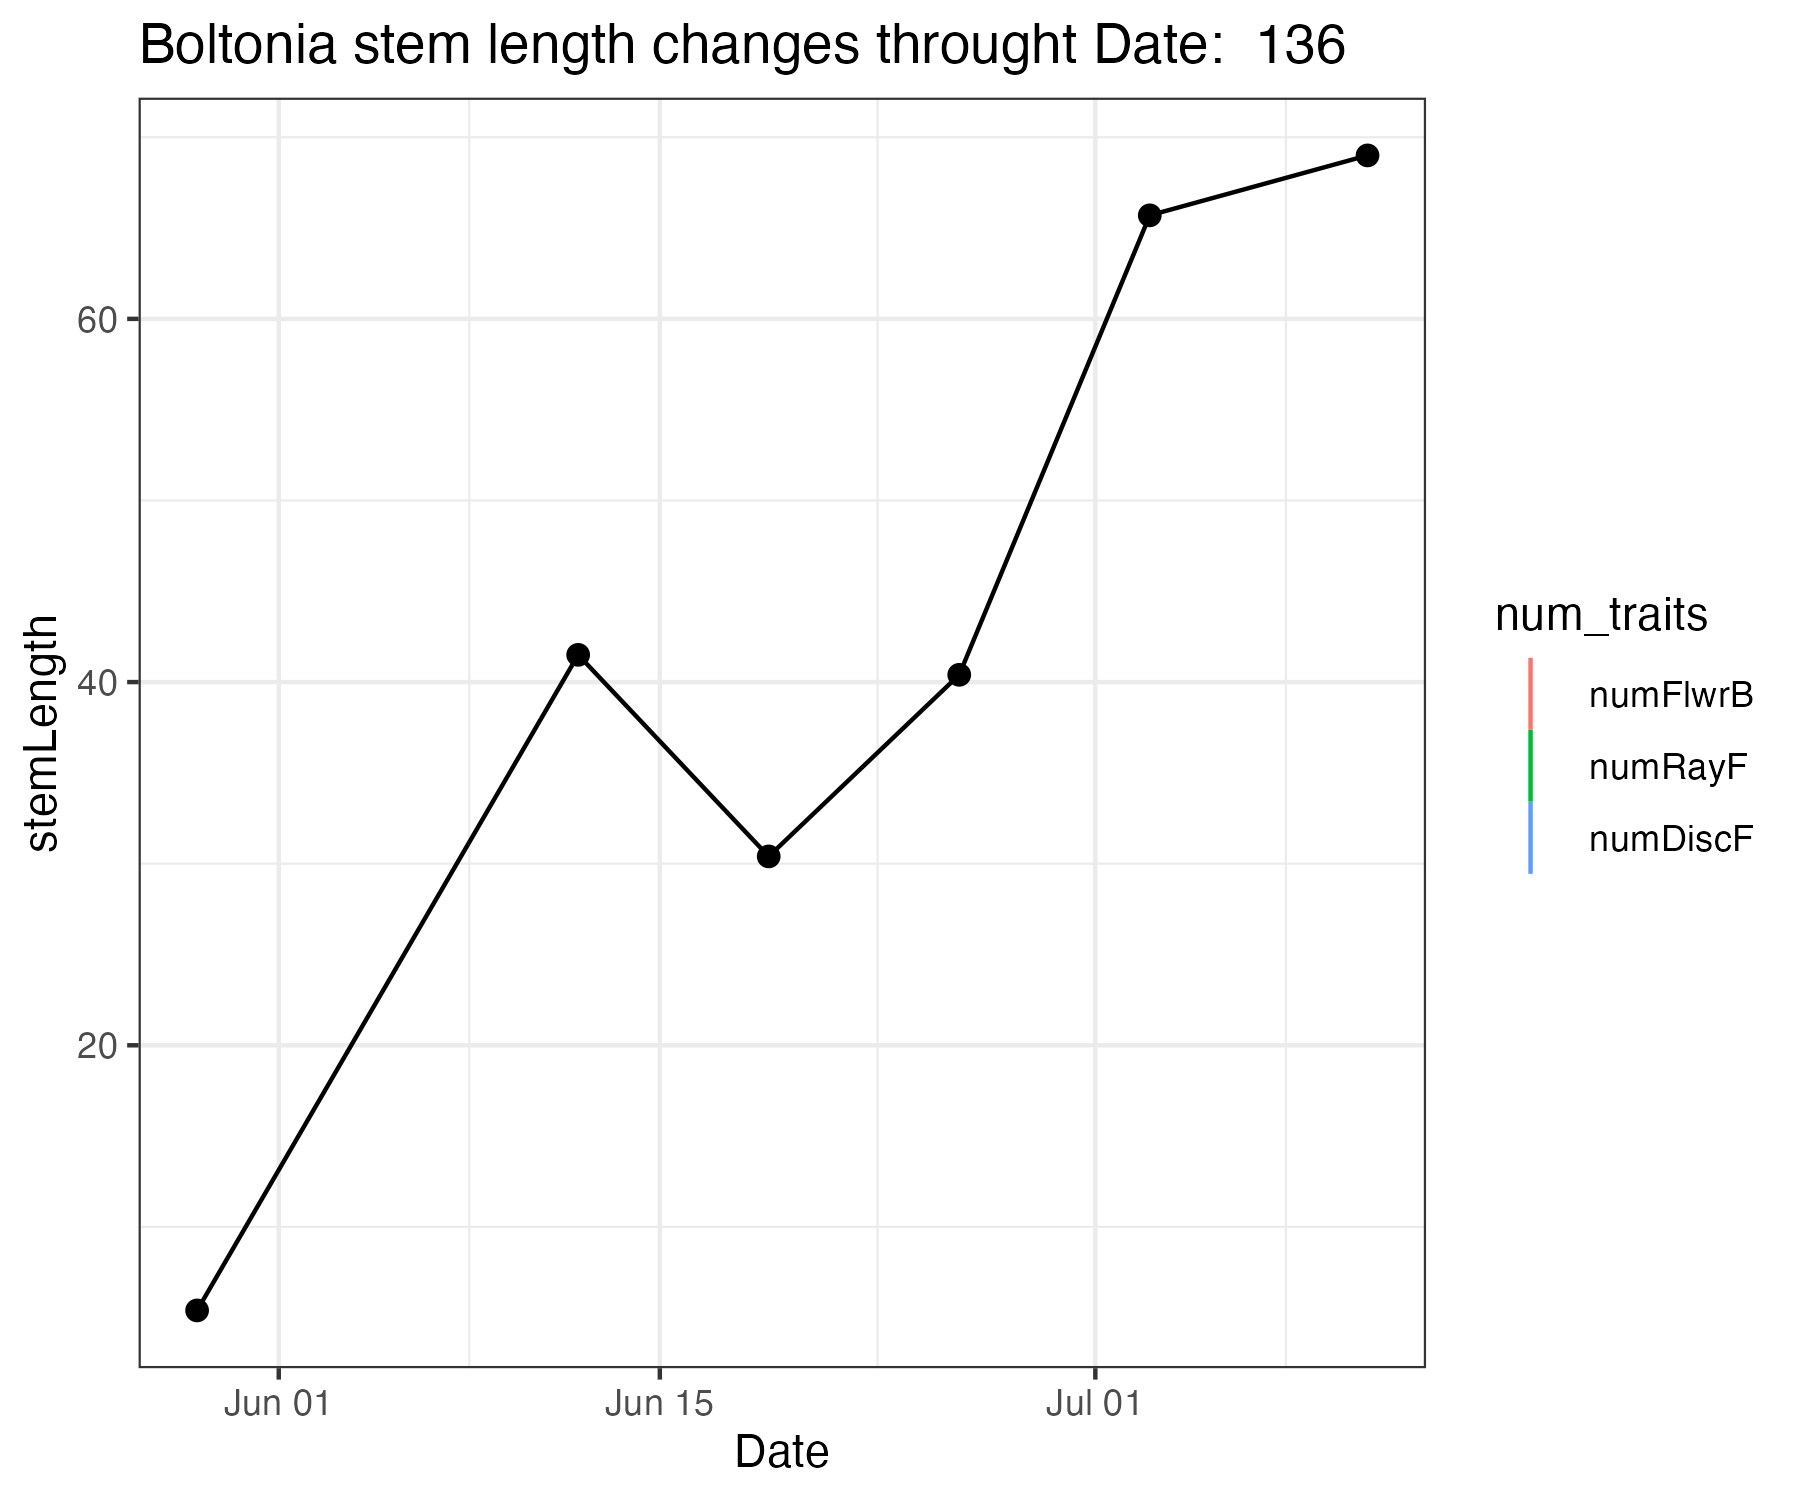 Boltonia stem length changes throught Date:  136
stemLength
60
40
20
Jun 01
Jun 15
Jul 01
Date
num_traits
numFlwrB
numRayF
numDiscF